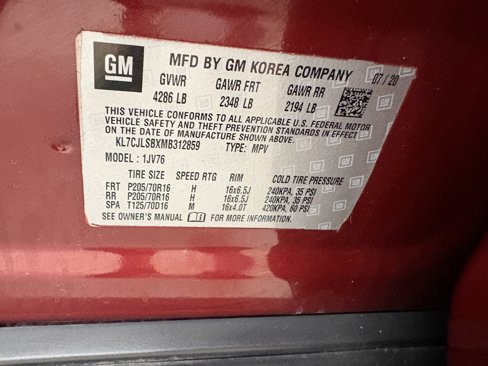 GM
MFD BY GM KOREA COMPANY 07 / 20
GVWR GAWR FRT GAWR RR
4286 LB 2348 LB 2194 LB
THIS VEHICLE CONFORMS TO ALL APPLICABLE U.S. FEDERAL MOTOR
VEHICLE SAFETY AND THEFT PREVENTION STANDARDS IN EFFECT
ON THE DATE OF MANUFACTURE SHOWN ABOVE.
KL7CJLSBXMB312859 TYPE: MPV
MODEL: 1JV76
TIRE SIZE SPEED RTG RIM COLD TIRE PRESSURE
FRT P205/70R16 H 16x6.5J 240KPA, 35 PSI
RR P205/70R16 H 16x6.5J 240KPA, 35 PSI
SPA T125/70D16 M 16x4.0T 420KPA, 60 PSI
SEE OWNER'S MANUAL FOR MORE INFORMATION.